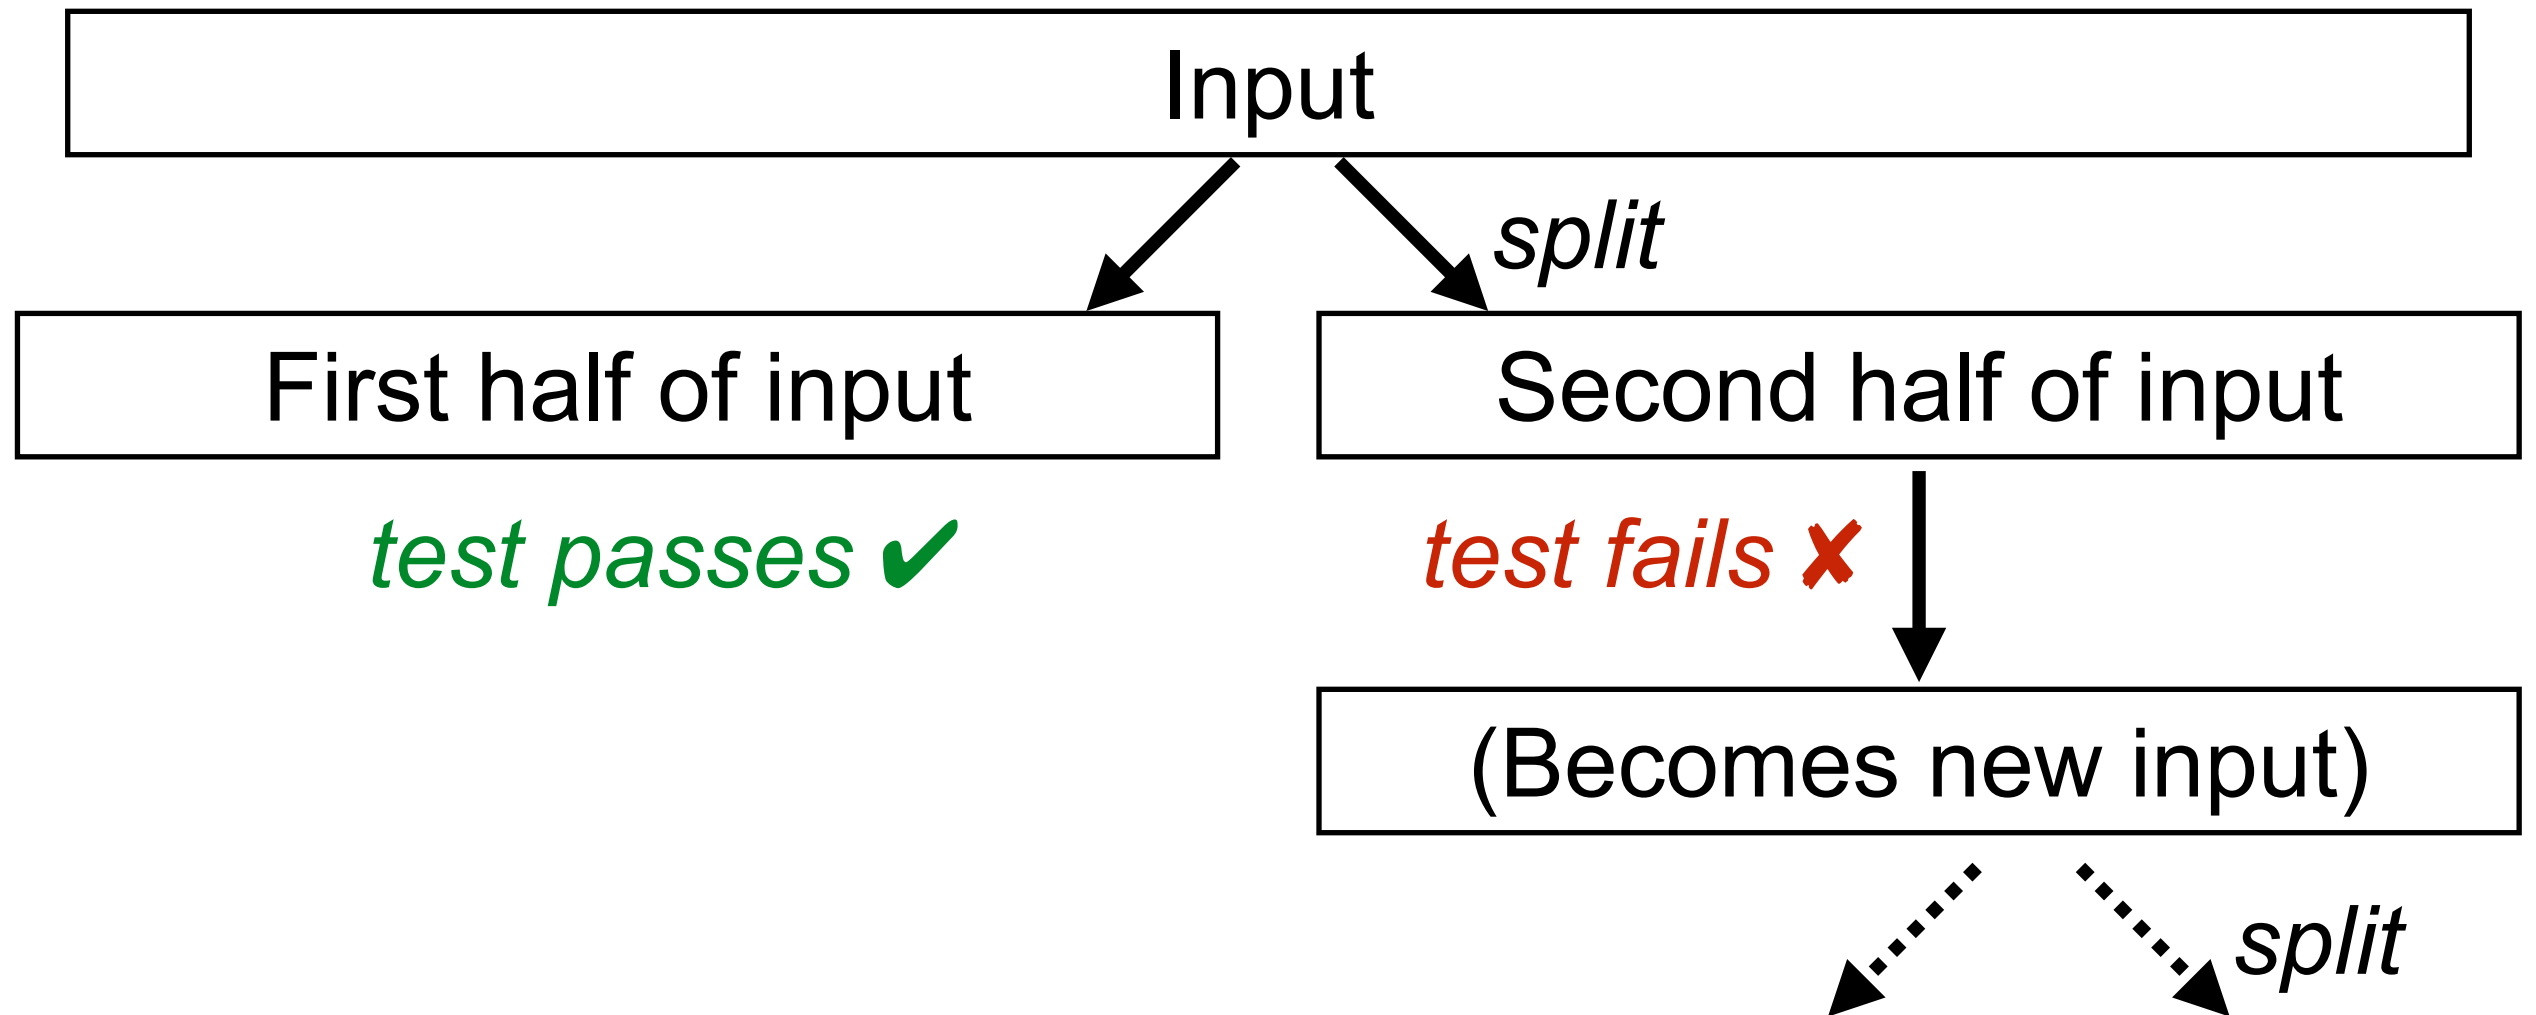 Input
split
First half of input
Second half of input
test passes ✔
test fails ✘
(Becomes new input)
split